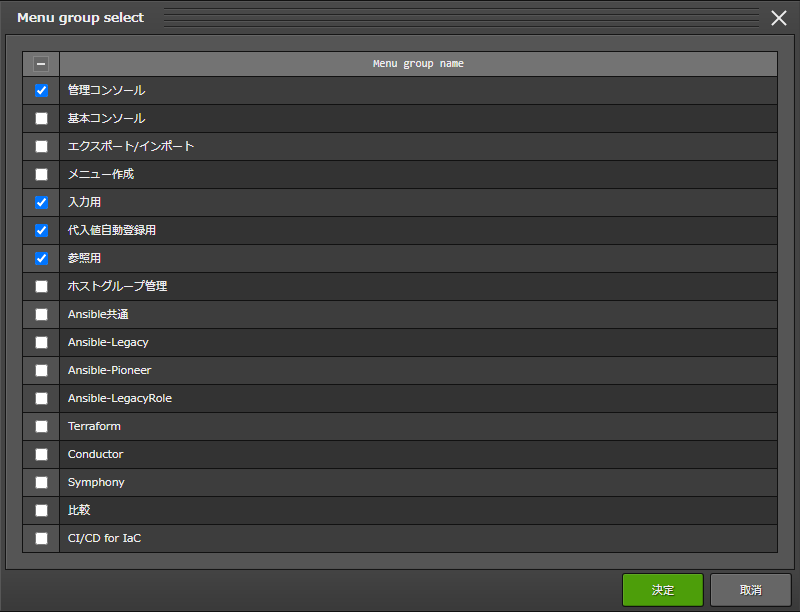 Menu group select
Menu group name
管理コンソール
基本コンソール
エクスポート/インポート
メニュー作成
入力用
代入値自動登録用
参照用
ホストグループ管理
Ansible共通
Ansible-Legacy
Ansible-Pioneer
Ansible-LegacyRole
Terraform
Conductor
Symphony
比較
CI/CD for IaC
決定 取消